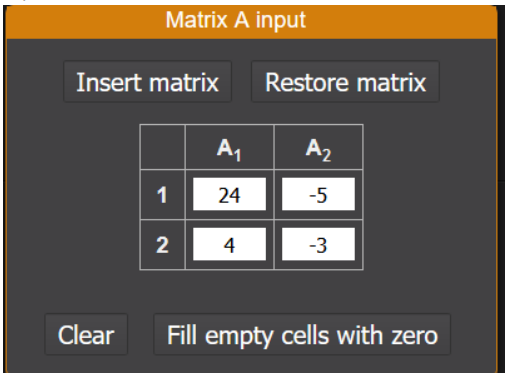 Matrix A input
Insert matrix Restore matrix
A₁ A₂
1 24 -5
2 4 -3
Clear Fill empty cells with zero